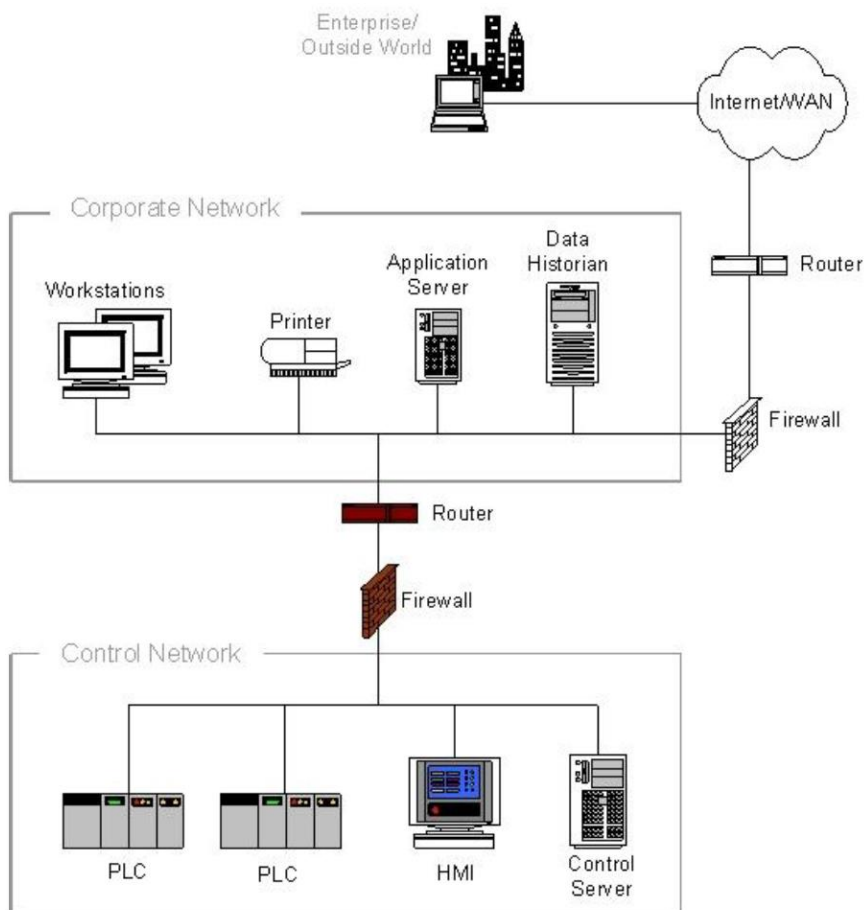 Enterprise/
Outside World
Internet/WAN
Router
Firewall
Corporate Network
Workstations
Printer
Application
Server
Data
Historian
Router
Firewall
Control Network
PLC
PLC
HMI
Control
Server